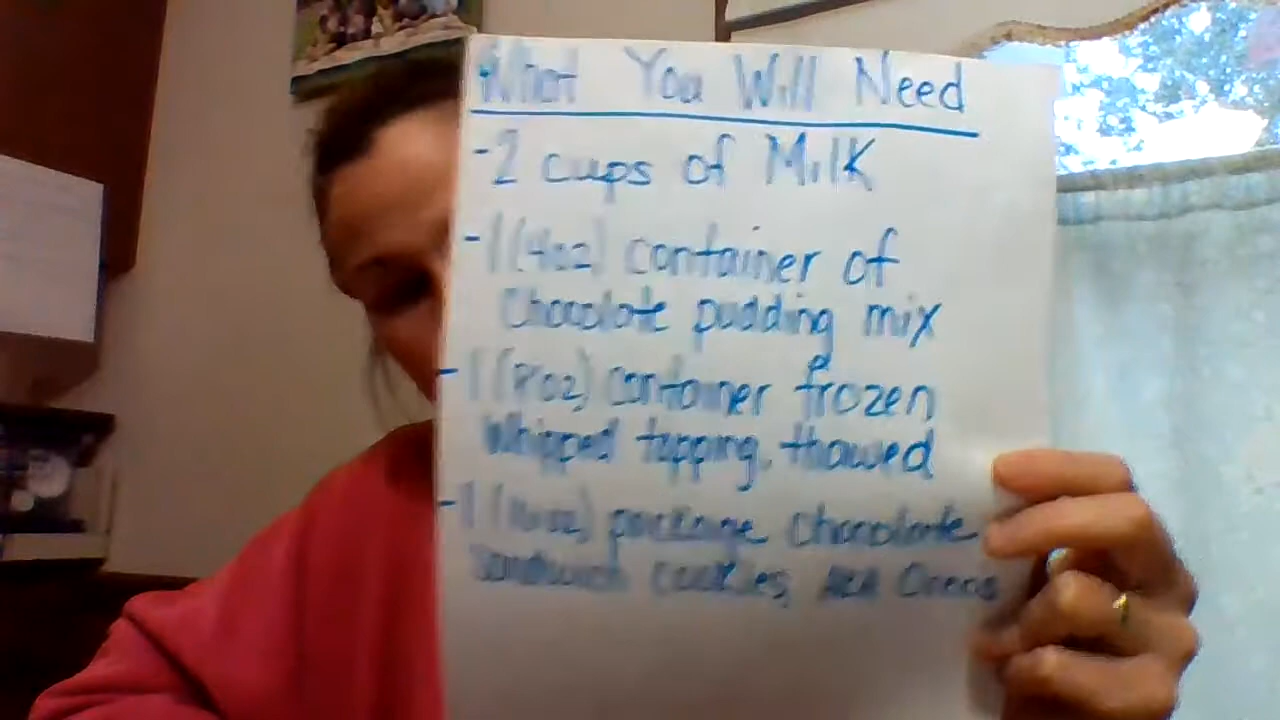 What You Will Need
-2 cups of Milk
-1 (4oz) container of
Chocolate pudding mix
-1 (8oz) container frozen
Whipped topping, thawed
-1 (16oz) package Chocolate
Sandwich cookies, AKA Oreos